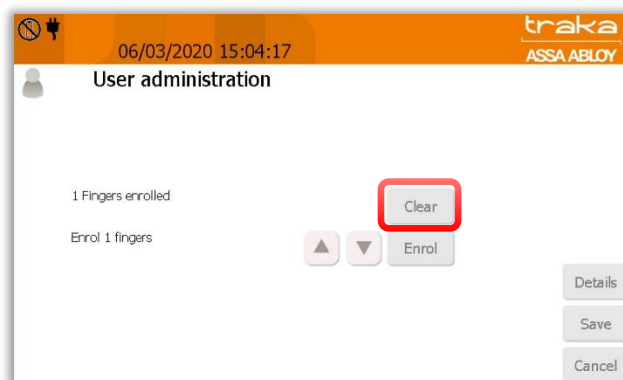 traka
06/03/2020 15:04:17
ASSA ABLOY
User administration
1 Fingers enrolled
Clear
Enrol 1 fingers
Enrol
Details
Save
Cancel